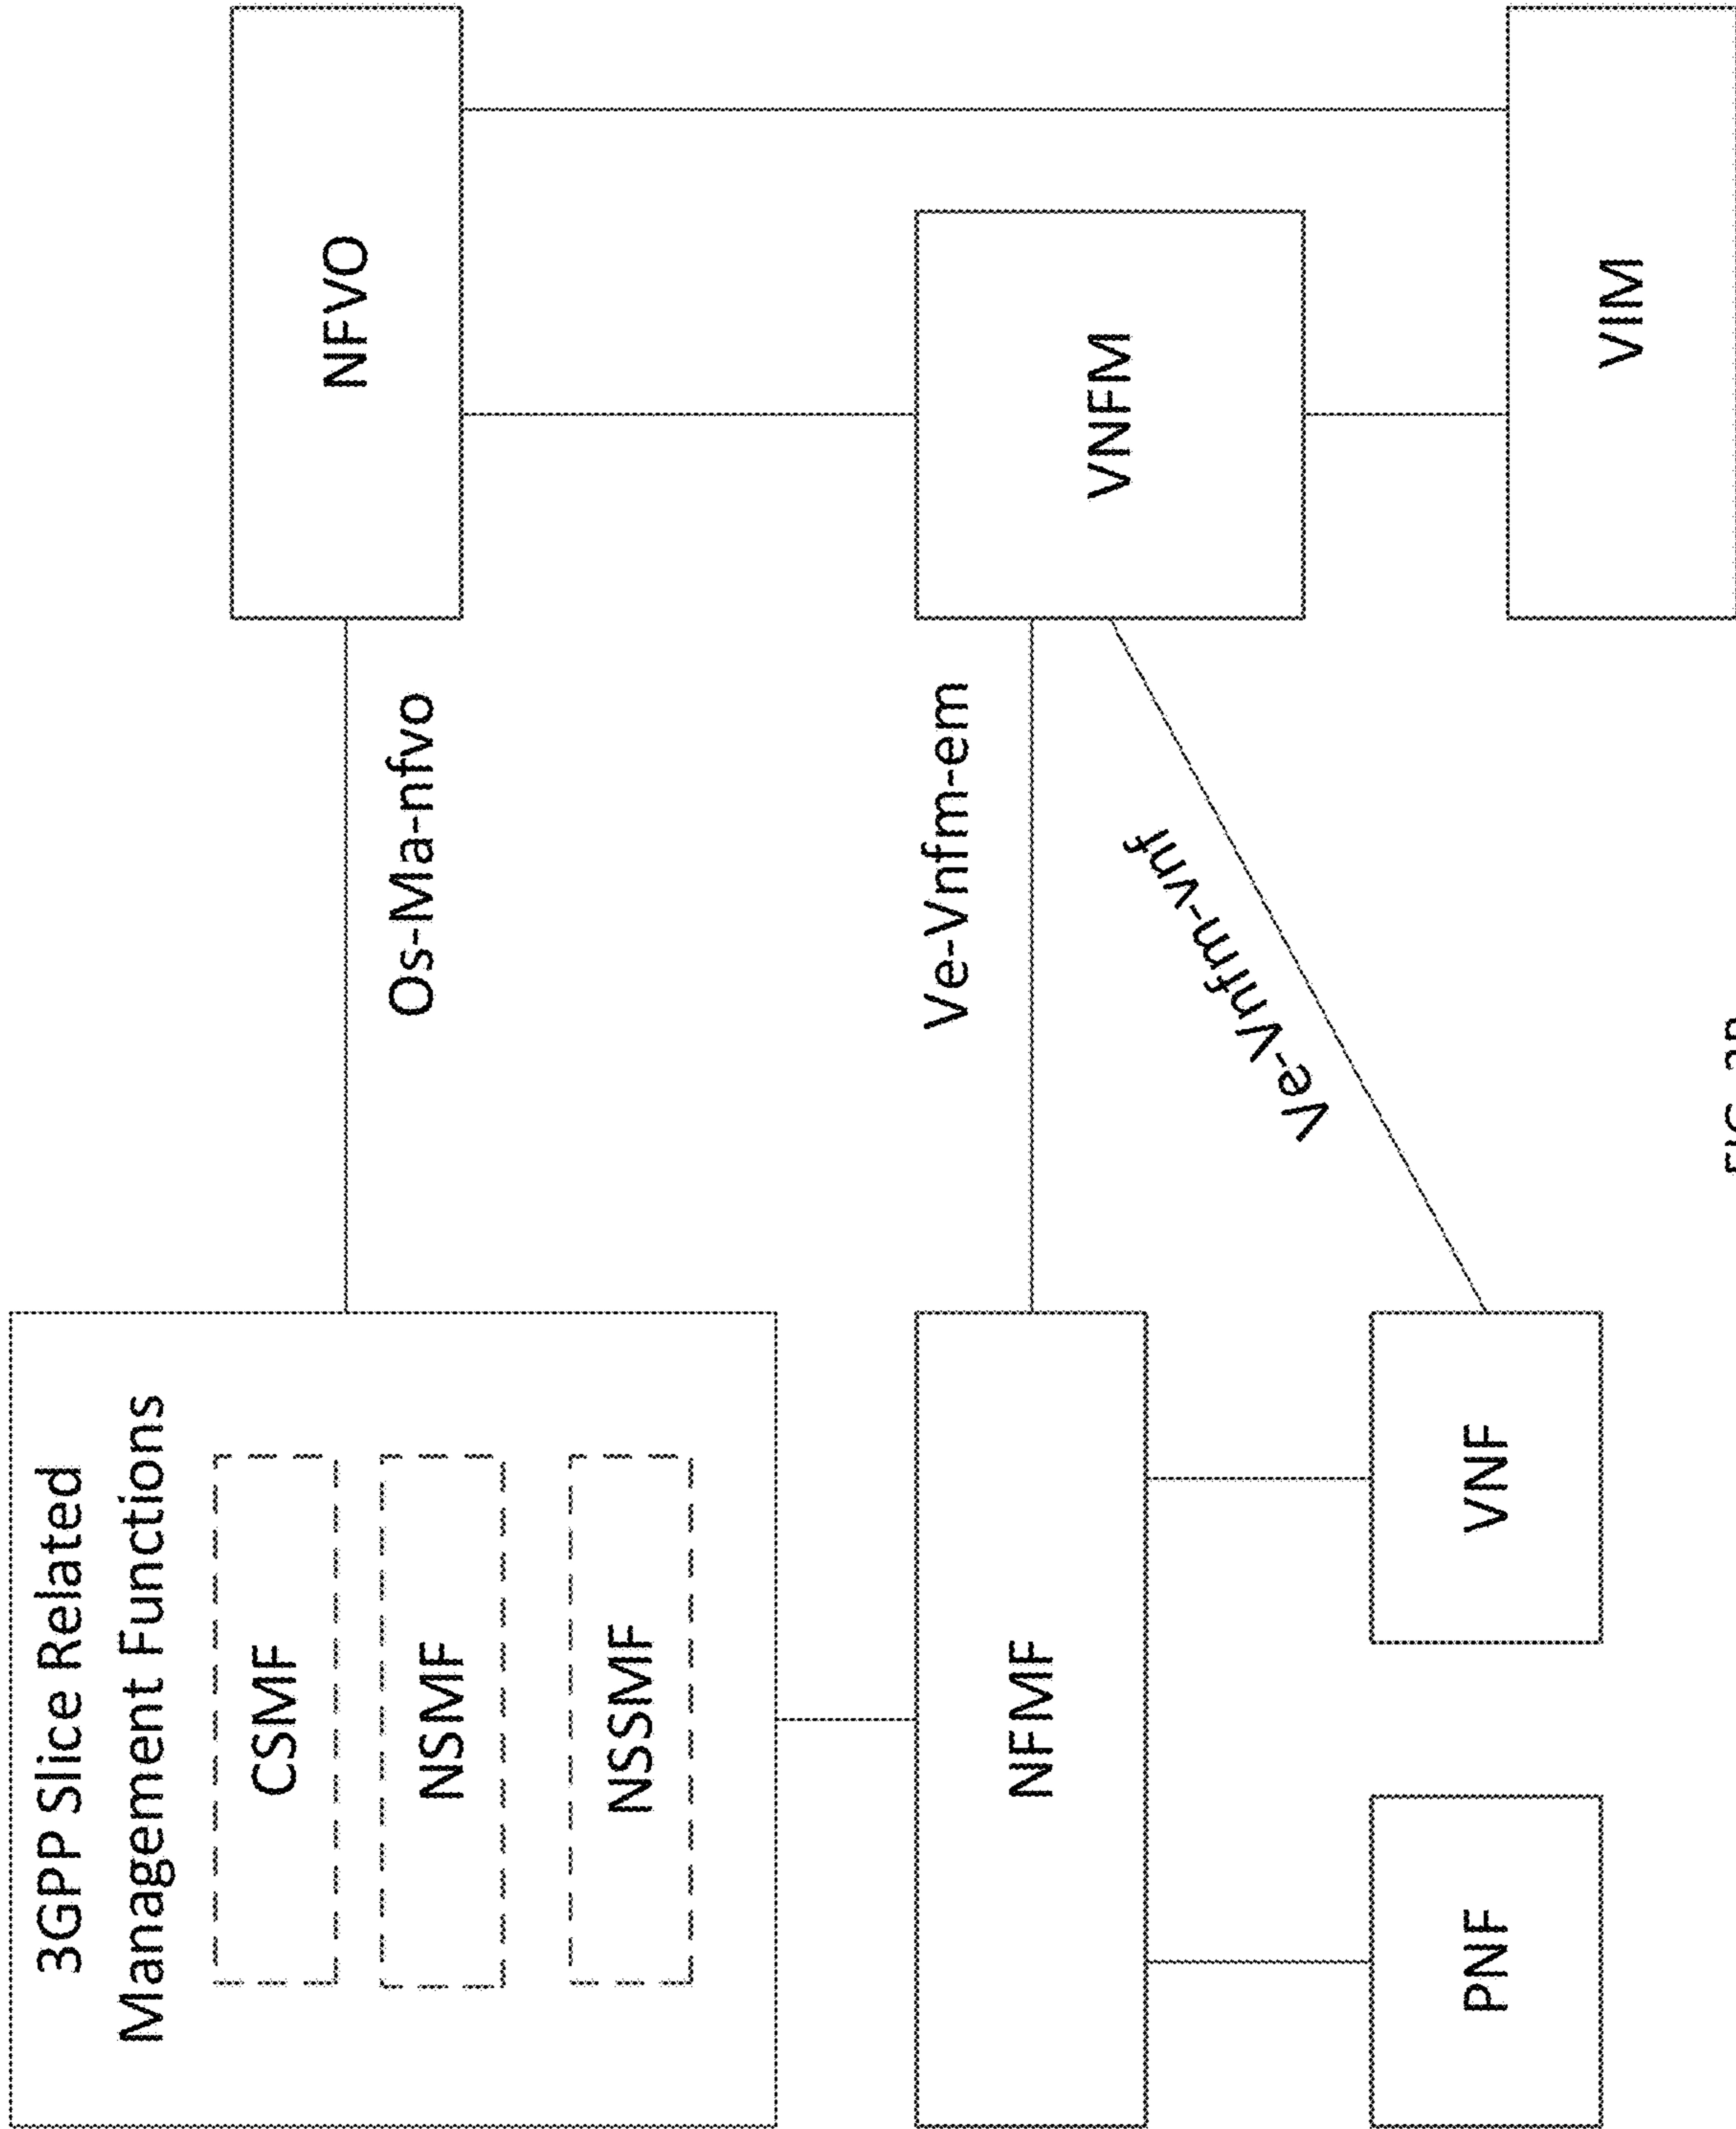 3GPP Slice Related
Management Functions
CSMF
NSMF
NSSMF
NFMF
PNF
VNF
Os-Ma-nfvo
Ve-Vnfm-em
Ve-Vnfm-vnf
NFVO
VNFM
VIM